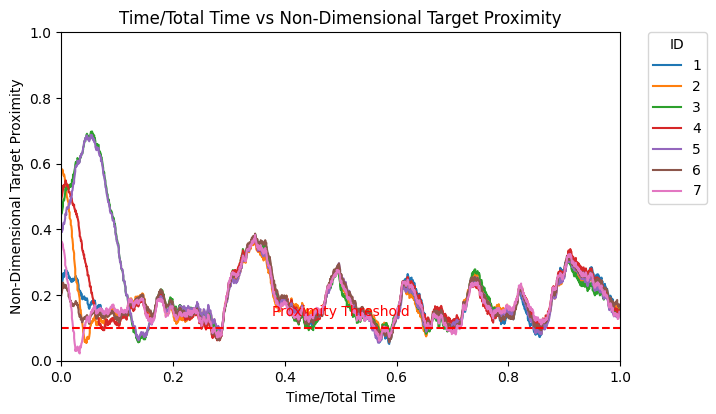 Time/Total Time vs Non-Dimensional Target Proximity
Non-Dimensional Target Proximity
1.0
0.8
0.6
0.4
0.2
0.0
Proximity Threshold
0.0 0.2 0.4 0.6 0.8 1.0
Time/Total Time
ID
1
2
3
4
5
6
7